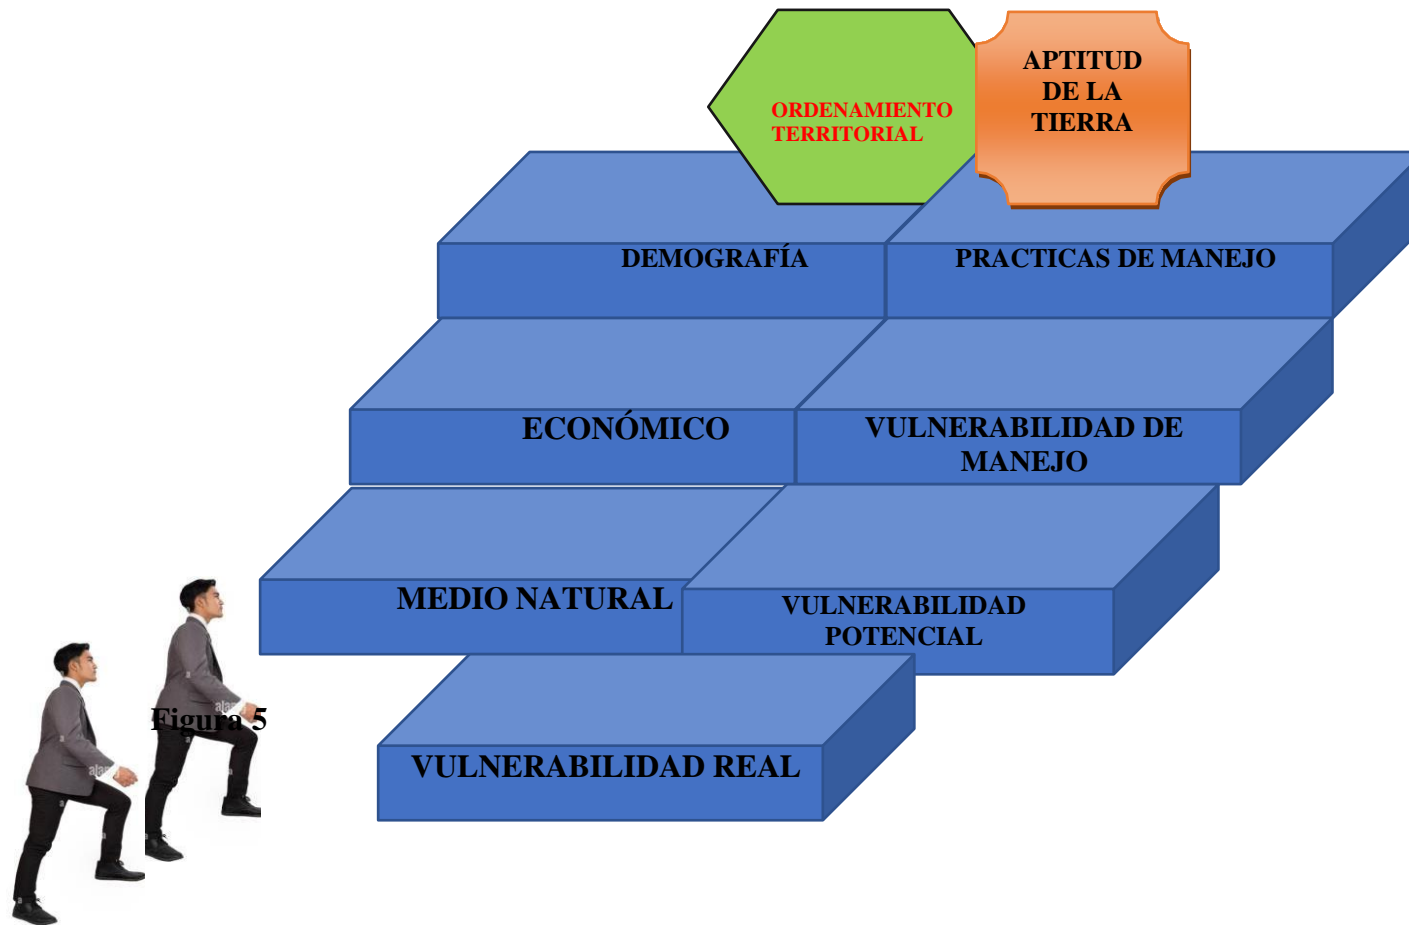 APTITUD
DE LA
TIERRA
ORDENAMIENTO
TERRITORIAL
DEMOGRAFÍA
PRACTICAS DE MANEJO
ECONÓMICO
VULNERABILIDAD DE
MANEJO
MEDIO NATURAL
VULNERABILIDAD
POTENCIAL
Figura 5
VULNERABILIDAD REAL
a
a
a
a
a
a